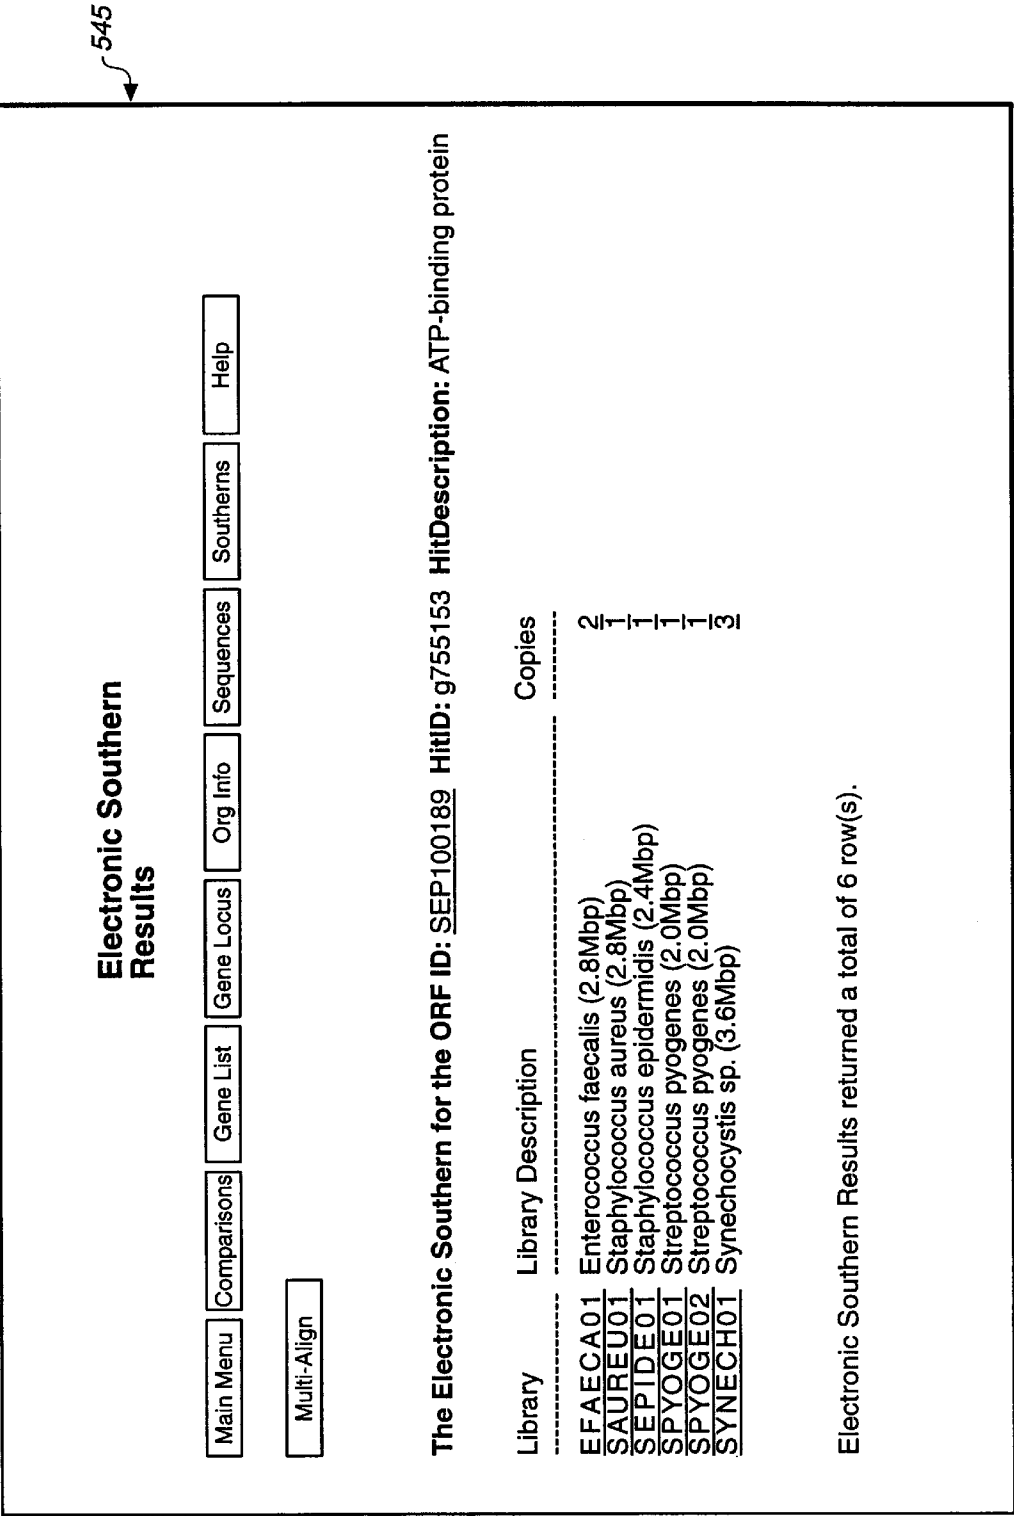 545
Electronic Southern
Results
Main Menu Comparisons Gene List Gene Locus Org Info Sequences Southerns Help
Multi-Align
The Electronic Southern for the ORF ID: SEP100189 HitID: g755153 HitDescription: ATP-binding protein
Library Library Description Copies
EFAECA01 Enterococcus faecalis (2.8Mbp) 2
SAUREU01 Staphylococcus aureus (2.8Mbp) 1
SEPIDE01 Staphylococcus epidermidis (2.4Mbp) 1
SPYOGE01 Streptococcus pyogenes (2.0Mbp) 1
SPYOGE02 Streptococcus pyogenes (2.0Mbp) 1
SYNECH01 Synechocystis sp. (3.6Mbp) 3
Electronic Southern Results returned a total of 6 row(s).